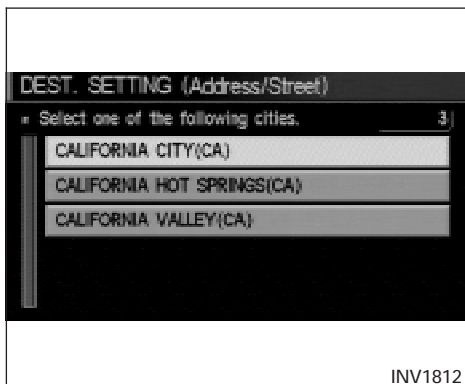 DEST. SETTING (Address/Street)
Select one of the following cities. 3
CALIFORNIA CITY(CA)
CALIFORNIA HOT SPRINGS(CA)
CALIFORNIA VALLEY(CA)
INV1812